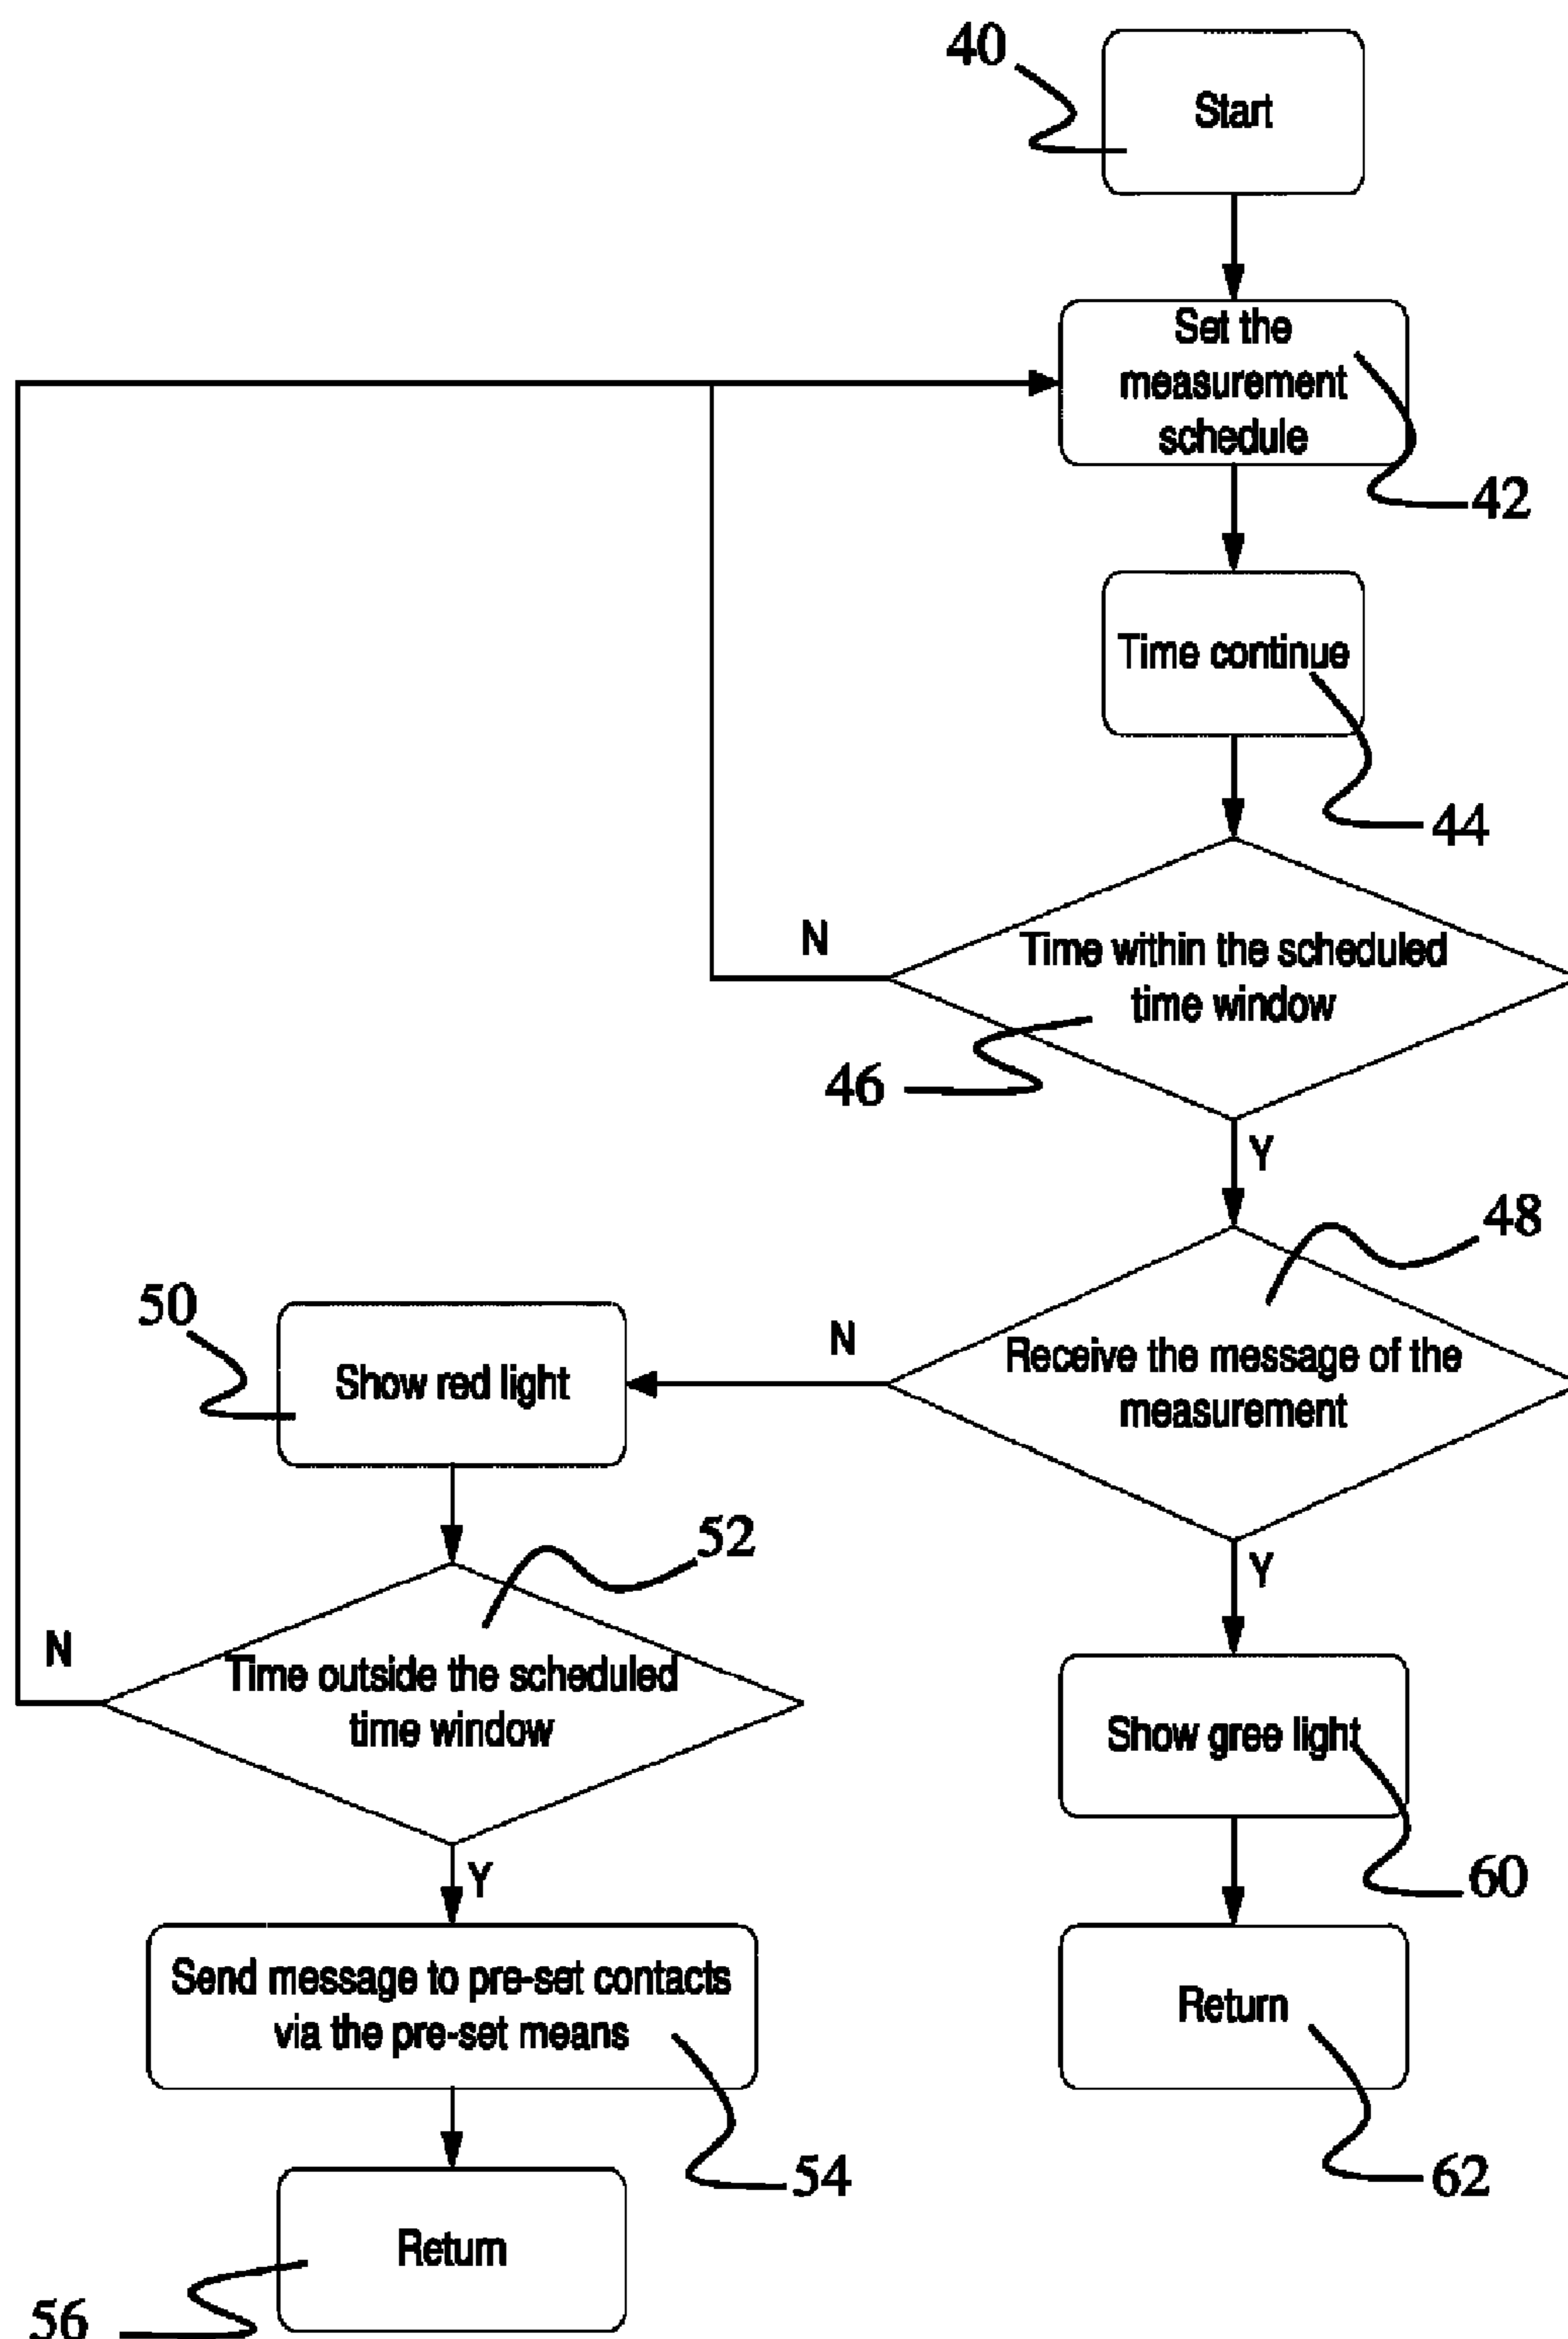 40
Start
Set the
measurement
schedule
42
Time continue
44
N
Time within the scheduled
time window
46
Y
48
50
Show red light
N
Receive the message of the
measurement
52
Y
N
Time outside the scheduled
time window
Show gree light
60
Y
Send message to pre-set contacts
via the pre-set means
Return
54
62
Return
56